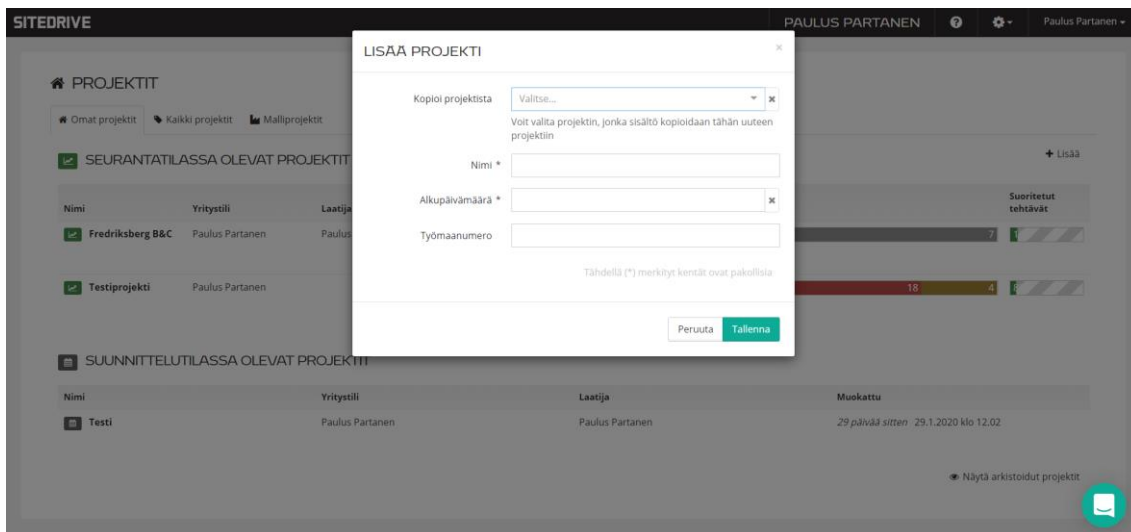 SITEDRIVE
PAULUS PARTANEN
Paulus Partanen
LISÄÄ PROJEKTI
×
PROJEKTIT
Kopioi projektista
Valitse...
Omat projektit
Kaikki projektit
Malliprojektit
Voit valita projektin, jonka sisältö kopioidaan tähän uuteen
projektiin
SEURANTATILASSA OLEVAT PROJEKTIT
+ Lisää
Nimi *
Nimi
Yritystili
Laatija
Alkupäivämäärä *
Suoritetut
tehtävät
Fredriksberg B&C
Paulus Partanen
Paulus
Työmaanumero
7
1
Tähdellä (*) merkityt kentät ovat pakollisia
Testiprojekti
Paulus Partanen
18
4
Peruuta
Tallenna
SUUNNITTELUTILASSA OLEVAT PROJEKTIT
Nimi
Yritystili
Laatija
Muokattu
Testi
Paulus Partanen
Paulus Partanen
29 päivää sitten 29.1.2020 klo 12.02
Näytä arkistoidut projektit